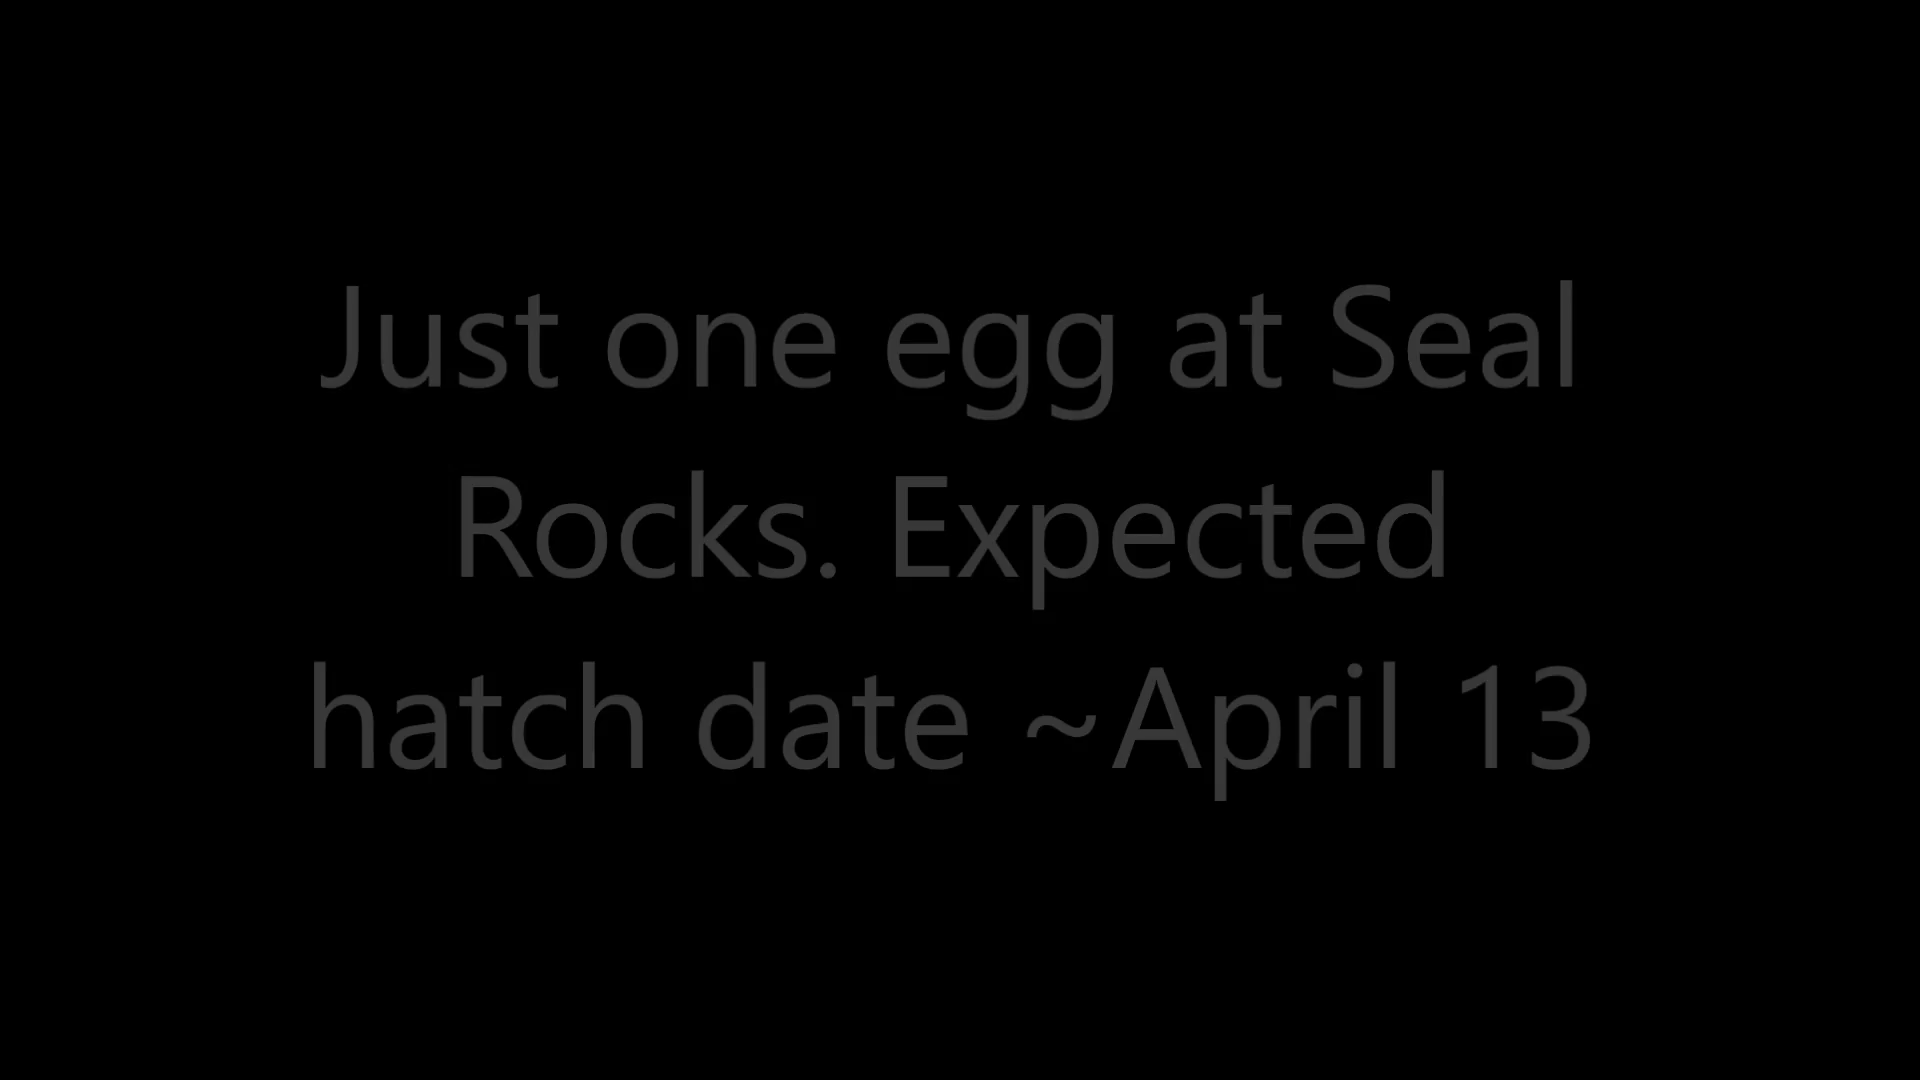 Just one egg at Seal
Rocks. Expected
hatch date ~April 13